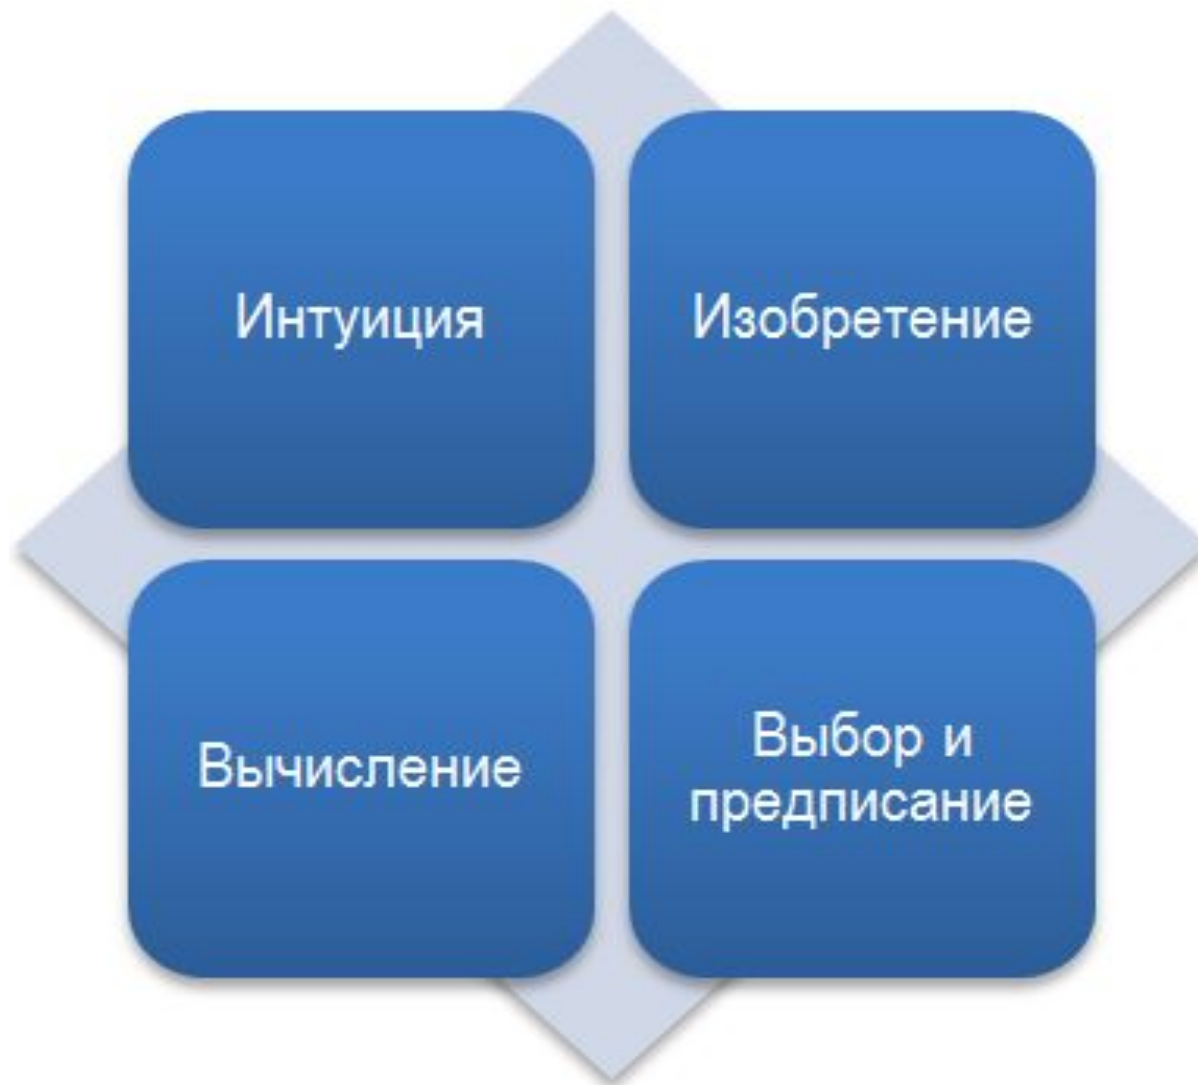 Интуиция
Изобретение
Вычисление
Выбор и
предписание